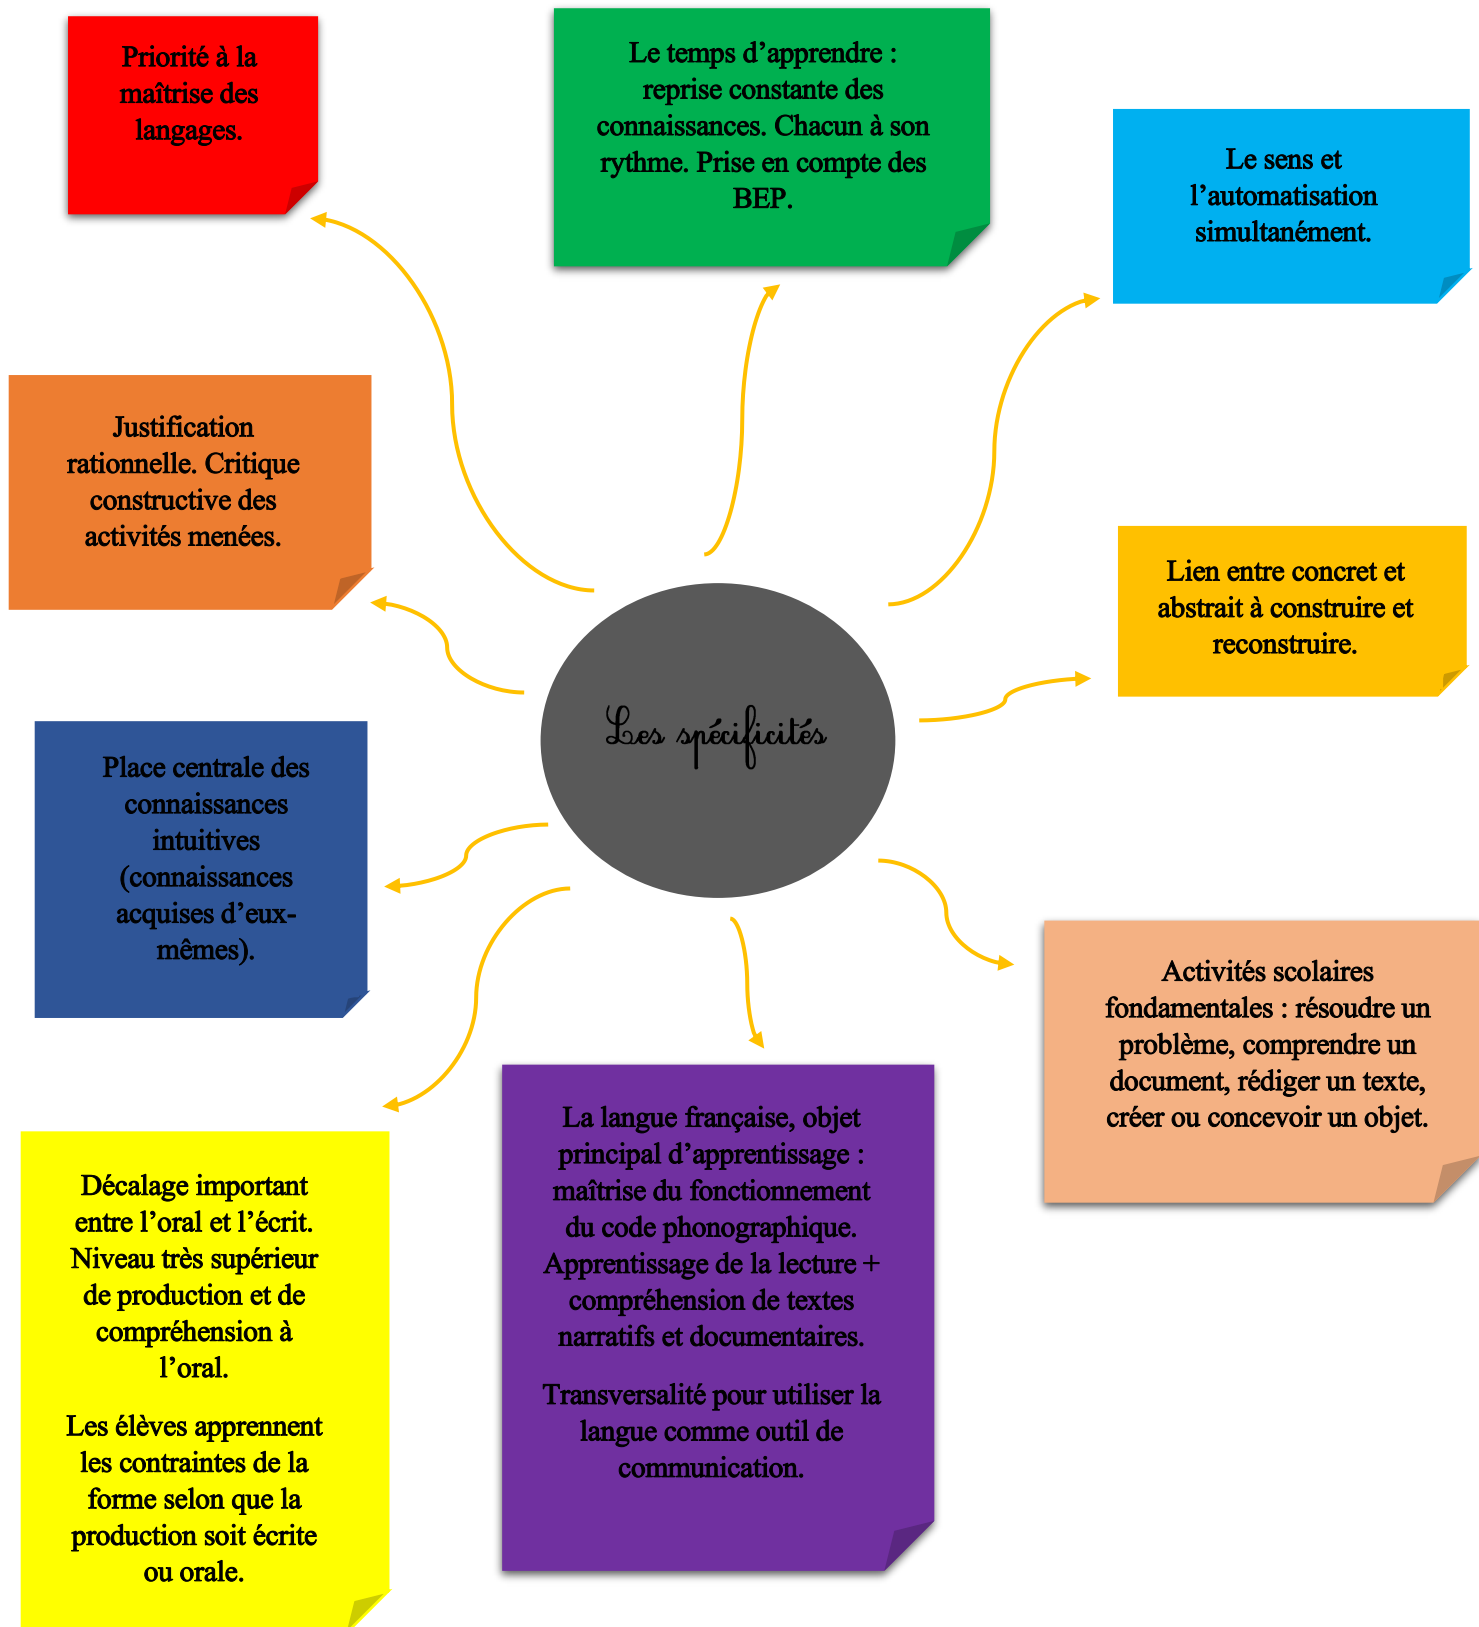 Priorité à la
maîtrise des
langages.
Le temps d’apprendre :
reprise constante des
connaissances. Chacun à son
rythme. Prise en compte des
BEP.
Le sens et
l’automatisation
simultanément.
Justification
rationnelle. Critique
constructive des
activités menées.
Lien entre concret et
abstrait à construire et
reconstruire.
Les spécificités
Place centrale des
connaissances
intuitives
(connaissances
acquises d’eux-
mêmes).
Activités scolaires
fondamentales : résoudre un
problème, comprendre un
document, rédiger un texte,
créer ou concevoir un objet.
Décalage important
entre l’oral et l’écrit.
Niveau très supérieur
de production et de
compréhension à
l’oral.
Les élèves apprennent
les contraintes de la
forme selon que la
production soit écrite
ou orale.
La langue française, objet
principal d’apprentissage :
maîtrise du fonctionnement
du code phonographique.
Apprentissage de la lecture +
compréhension de textes
narratifs et documentaires.
Transversalité pour utiliser la
langue comme outil de
communication.